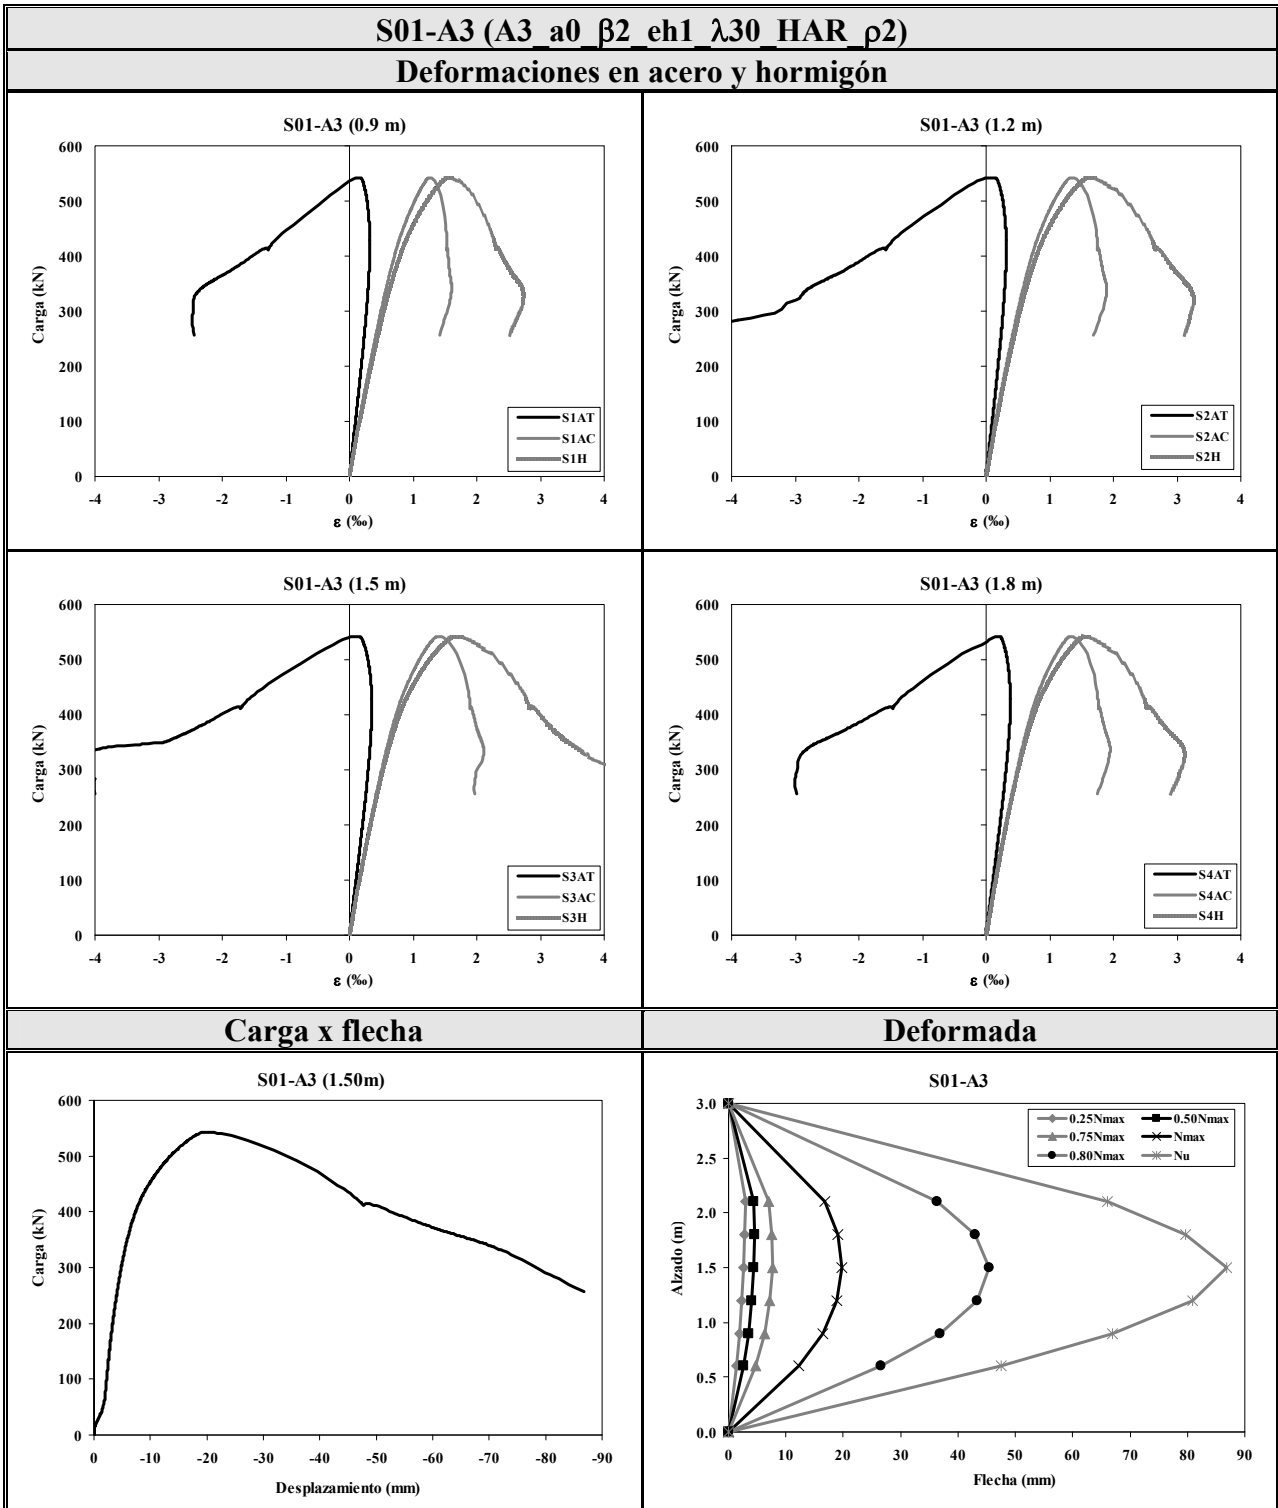 S01-A3 (A3_a0_β2_eh1_λ30_HAR_ρ2)
Deformaciones en acero y hormigón
S01-A3 (0.9 m)
600
500
400
300
200
100
0
Carga (kN)
-4 -3 -2 -1 0 1 2 3 4
ε (‰)
S1AT
S1AC
S1H
S01-A3 (1.2 m)
600
500
400
300
200
100
0
Carga (kN)
-4 -3 -2 -1 0 1 2 3 4
ε (‰)
S2AT
S2AC
S2H
S01-A3 (1.5 m)
600
500
400
300
200
100
0
Carga (kN)
-4 -3 -2 -1 0 1 2 3 4
ε (‰)
S3AT
S3AC
S3H
S01-A3 (1.8 m)
600
500
400
300
200
100
0
Carga (kN)
-4 -3 -2 -1 0 1 2 3 4
ε (‰)
S4AT
S4AC
S4H
Carga x flecha
Deformada
S01-A3 (1.50m)
600
500
400
300
200
100
0
Carga (kN)
0 -10 -20 -30 -40 -50 -60 -70 -80 -90
Desplazamiento (mm)
S01-A3
3.0
2.5
2.0
1.5
1.0
0.5
0.0
Alzado (m)
0 10 20 30 40 50 60 70 80 90
Flecha (mm)
0.25Nmax 0.50Nmax
0.75Nmax Nmax
0.80Nmax Nu